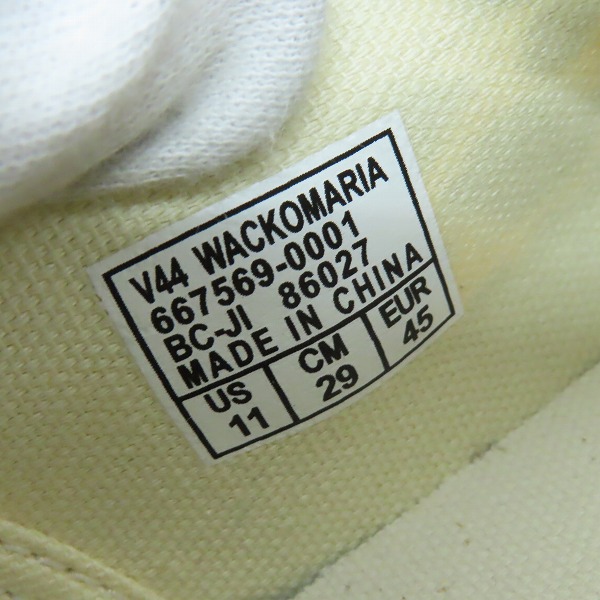 V44 WACKOMARIA
667569-0001
BC-JI 86027
MADE IN CHINA
US CM EUR
11 29 45